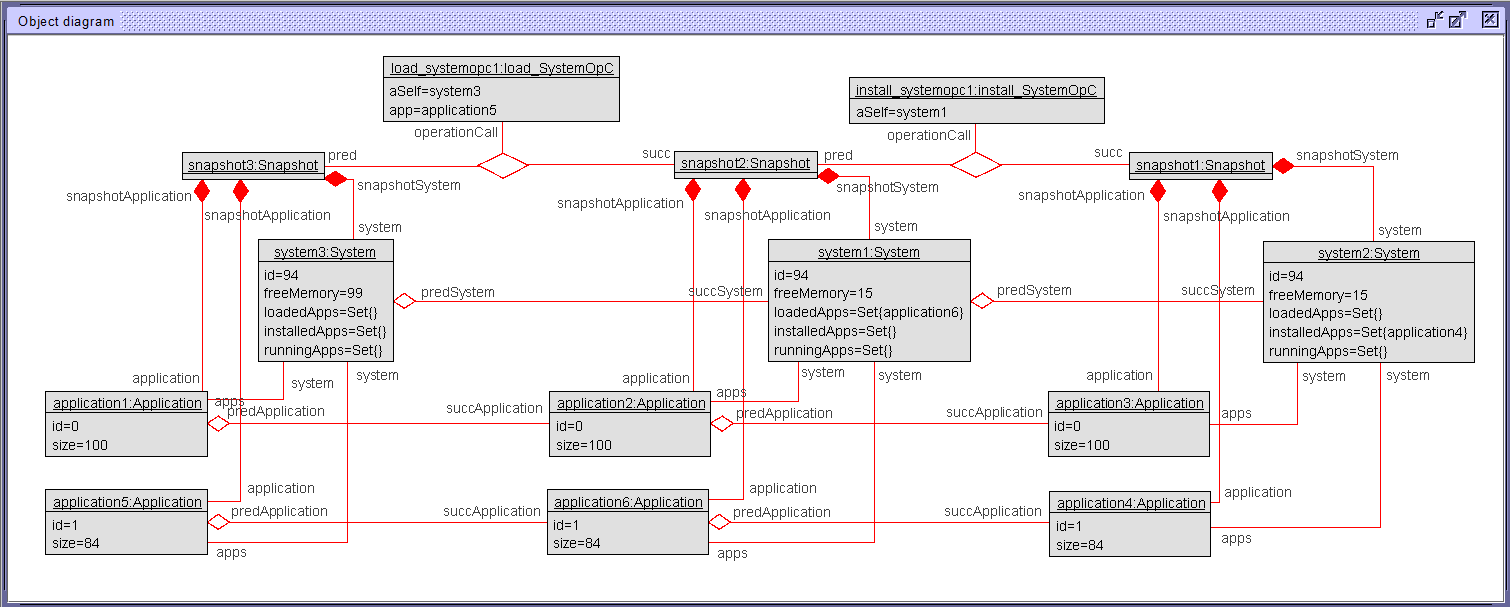 Object diagram
load_systemopc1:load_SystemOpC
aSelf=system3
app=application5
install_systemopc1:install_SystemOpC
aSelf=system1
operationCall
operationCall
snapshot3:Snapshot
pred
succ
snapshot2:Snapshot
pred
succ
snapshot1:Snapshot
snapshotSystem
snapshotApplication
snapshotApplication
snapshotSystem
snapshotApplication
snapshotApplication
snapshotSystem
snapshotApplication
snapshotApplication
system
system
system
system3:System
id=94
freeMemory=99
loadedApps=Set{}
installedApps=Set{}
runningApps=Set{}
predSystem
succSystem
system1:System
id=94
freeMemory=15
loadedApps=Set{application6}
installedApps=Set{}
runningApps=Set{}
predSystem
succSystem
system2:System
id=94
freeMemory=15
loadedApps=Set{}
installedApps=Set{application4}
runningApps=Set{}
application
system
system
application
system
system
application
system
system
application1:Application
id=0
size=100
apps
predApplication
succApplication
application2:Application
id=0
size=100
apps
predApplication
succApplication
application3:Application
id=0
size=100
apps
application5:Application
id=1
size=84
application
predApplication
apps
succApplication
application6:Application
id=1
size=84
application
predApplication
apps
succApplication
application4:Application
id=1
size=84
application
apps